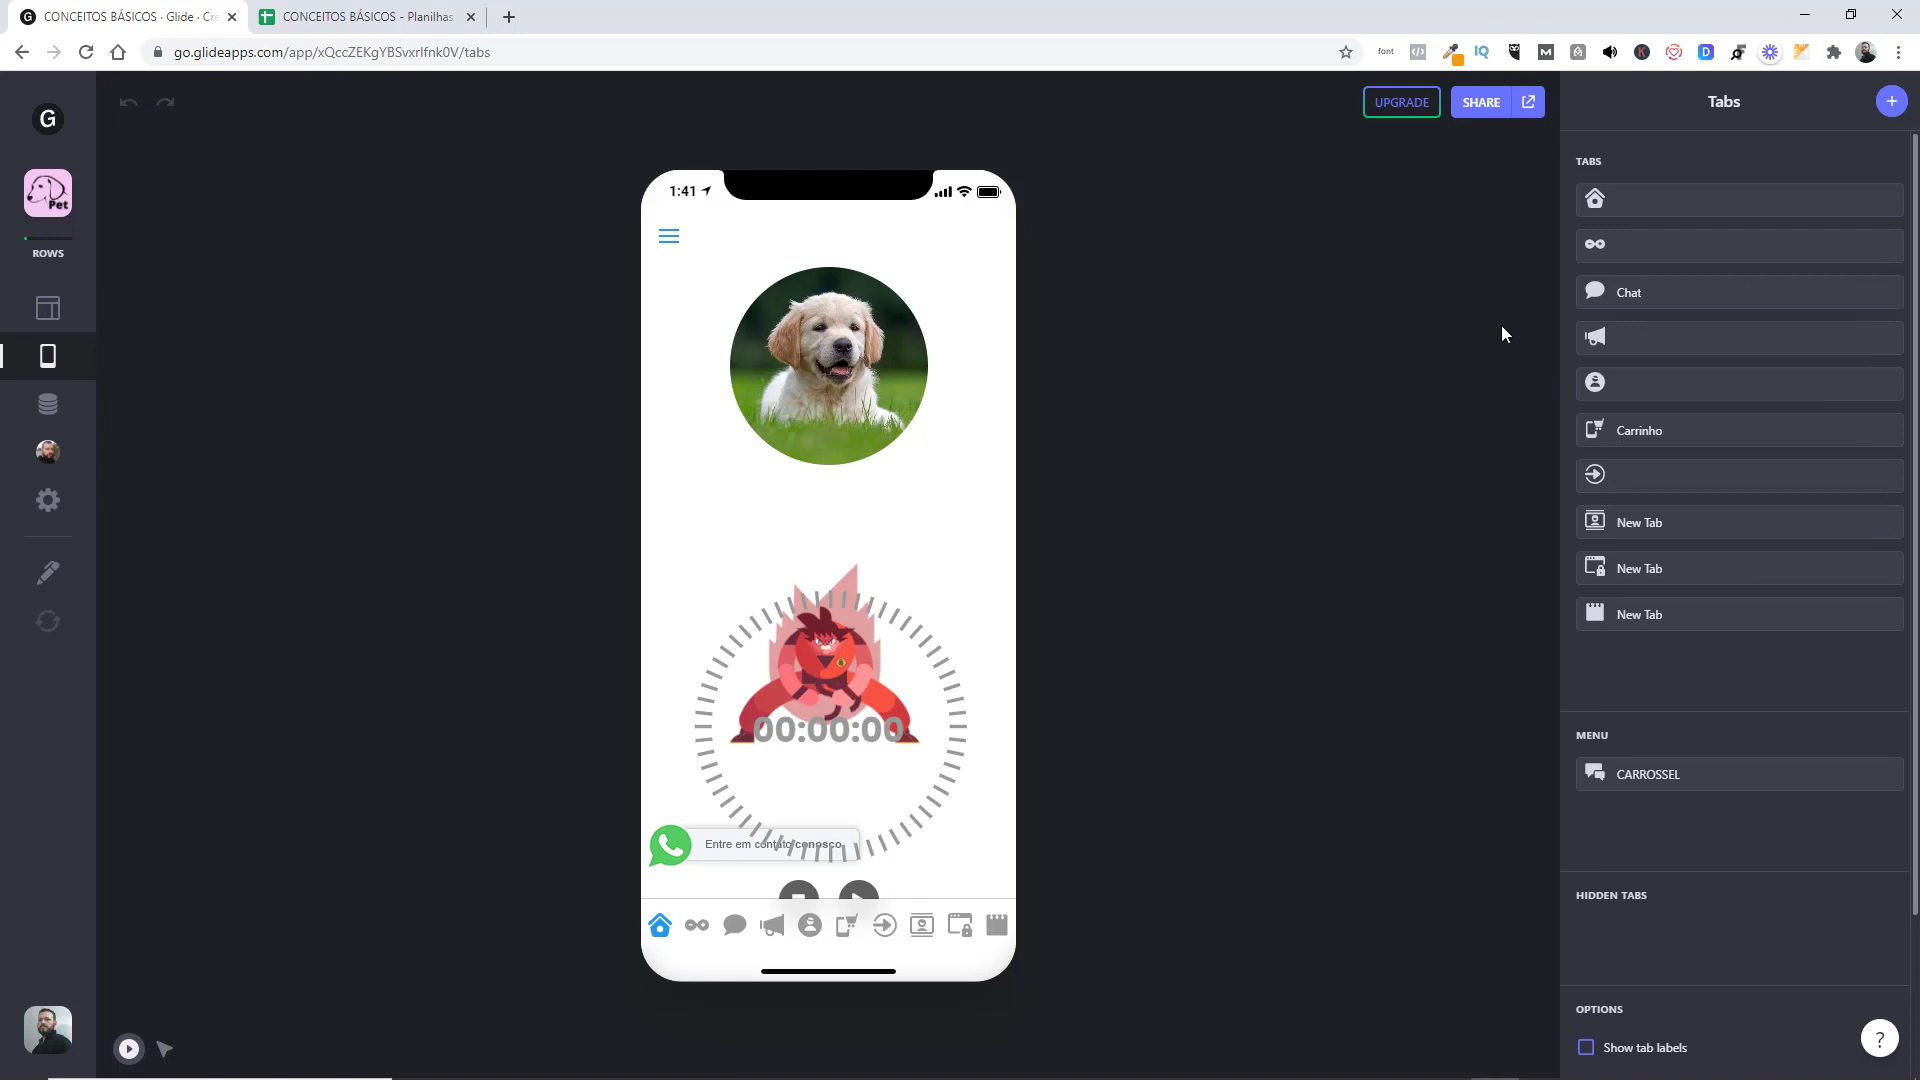 CONCEITOS BÁSICOS · Glide · Cre
CONCEITOS BÁSICOS - Planilhas
go.glideapps.com/app/xQccZEKgYBSvxrIfnk0V/tabs
font
IQ
M
K
D
G
UPGRADE
SHARE
Tabs
Pet
ROWS
1:41
TABS
Chat
Carrinho
New Tab
New Tab
New Tab
00:00:00
Entre em contato conosco
MENU
CARROSSEL
HIDDEN TABS
OPTIONS
Show tab labels
?